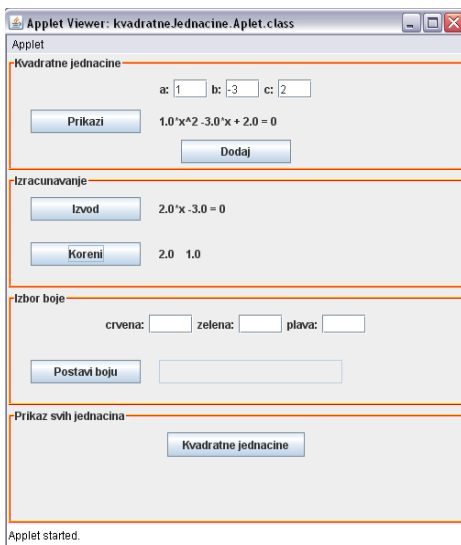 Applet Viewer: kvadratneJednacine.Aplet.class
Applet
Kvadratne jednacine
a: 1 b: -3 c: 2
Prikazi 1.0*x^2 -3.0*x + 2.0 = 0
Dodaj
Izracunavanje
Izvod 2.0*x -3.0 = 0
Koreni 2.0 1.0
Izbor boje
crvena: zelena: plava:
Postavi boju
Prikaz svih jednacina
Kvadratne jednacine
Applet started.